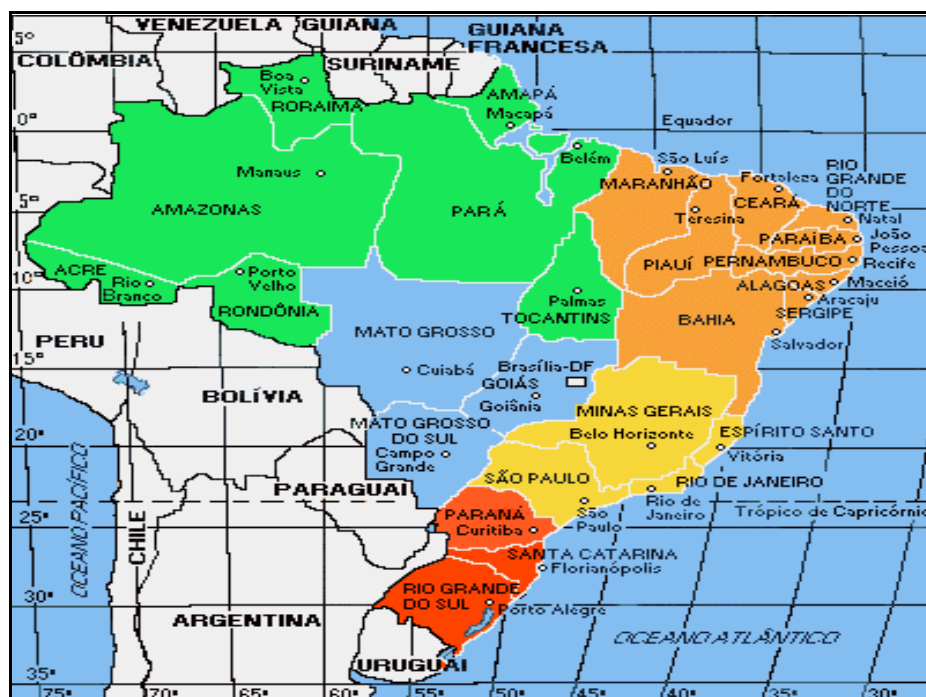 VENEZUELA
GUIANA
GUIANA
FRANCESA
SURINAME
COLÔMBIA
5°
Boa
Vista
RORAIMA
AMAPÁ
Macapá
Equador
0°
Belém
São Luís
Fortaleza
RIO
GRANDE
DO
NORTE
Manaus
MARANHÃO
CEARÁ
AMAZONAS
PARÁ
Teresina
Natal
5°
PARAÍBA
João
Pessoa
PIAUÍ
PERNAMBUCO
Recife
ACRE
Rio
Branco
Porto
Velho
10°
RONDÔNIA
Palmas
TOCANTINS
ALAGOAS
Maceió
Aracaju
SERGIPE
BAHIA
Salvador
PERU
MATO GROSSO
15°
Cuiabá
Brasília-DF
GOIÁS
Goiânia
BOLÍVIA
MINAS GERAIS
Belo Horizonte
MATO GROSSO
DO SUL
Campo
Grande
ESPÍRITO SANTO
Vitória
20°
OCEANO PACÍFICO
PARAGUAI
SÃO PAULO
RIO DE JANEIRO
São
Paulo
Rio de
Janeiro
Trópico de Capricórnio
CHILE
25°
PARANÁ
Curitiba
SANTA CATARINA
Florianópolis
30°
RIO GRANDE
DO SUL
Porto Alegre
ARGENTINA
OCEANO ATLÂNTICO
URUGUAI
35°
75°
70°
65°
60°
55°
50°
45°
40°
35°
30°
25°